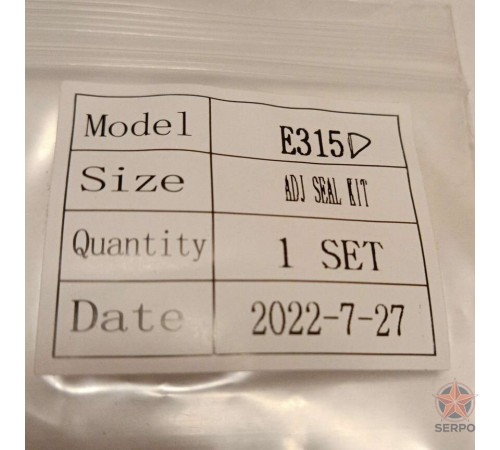 Model E315D
Size ADJ SEAL KIT
Quantity 1 SET
Date 2022-7-27
SERPO